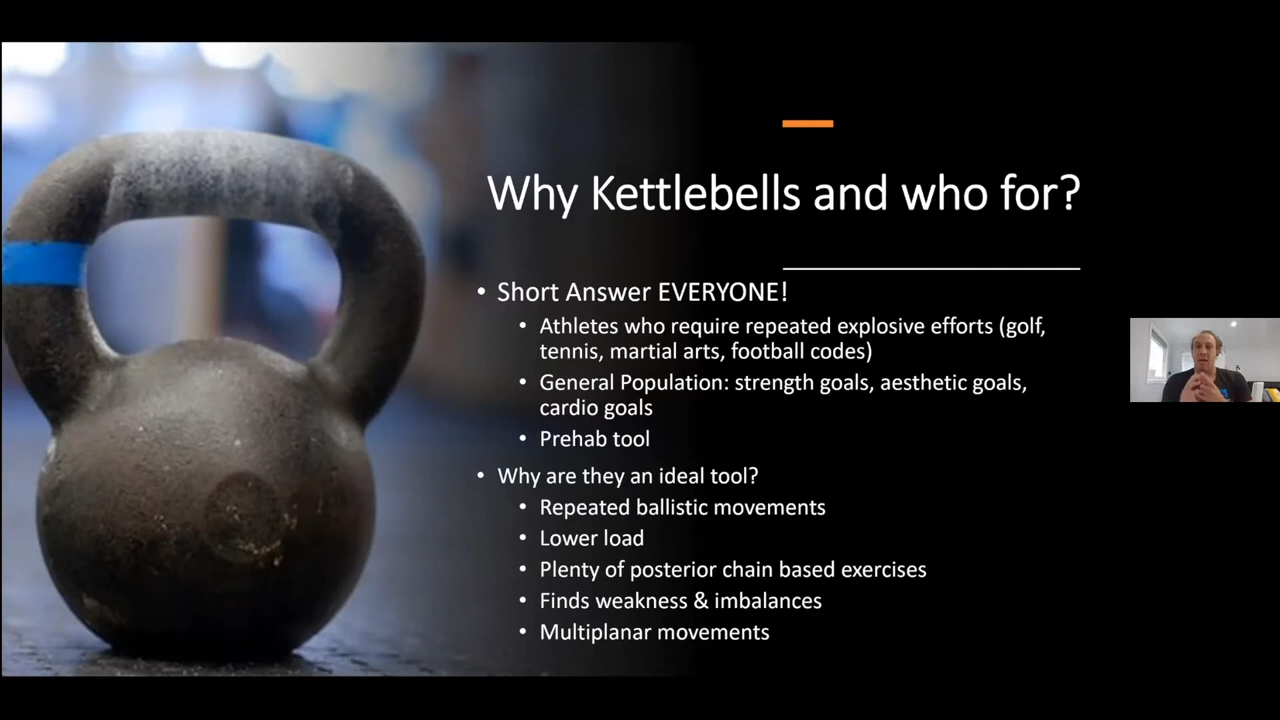 Why Kettlebells and who for?
• Short Answer EVERYONE!
• Athletes who require repeated explosive efforts (golf,
tennis, martial arts, football codes)
• General Population: strength goals, aesthetic goals,
cardio goals
• Prehab tool
• Why are they an ideal tool?
• Repeated ballistic movements
• Lower load
• Plenty of posterior chain based exercises
• Finds weakness & imbalances
• Multiplanar movements